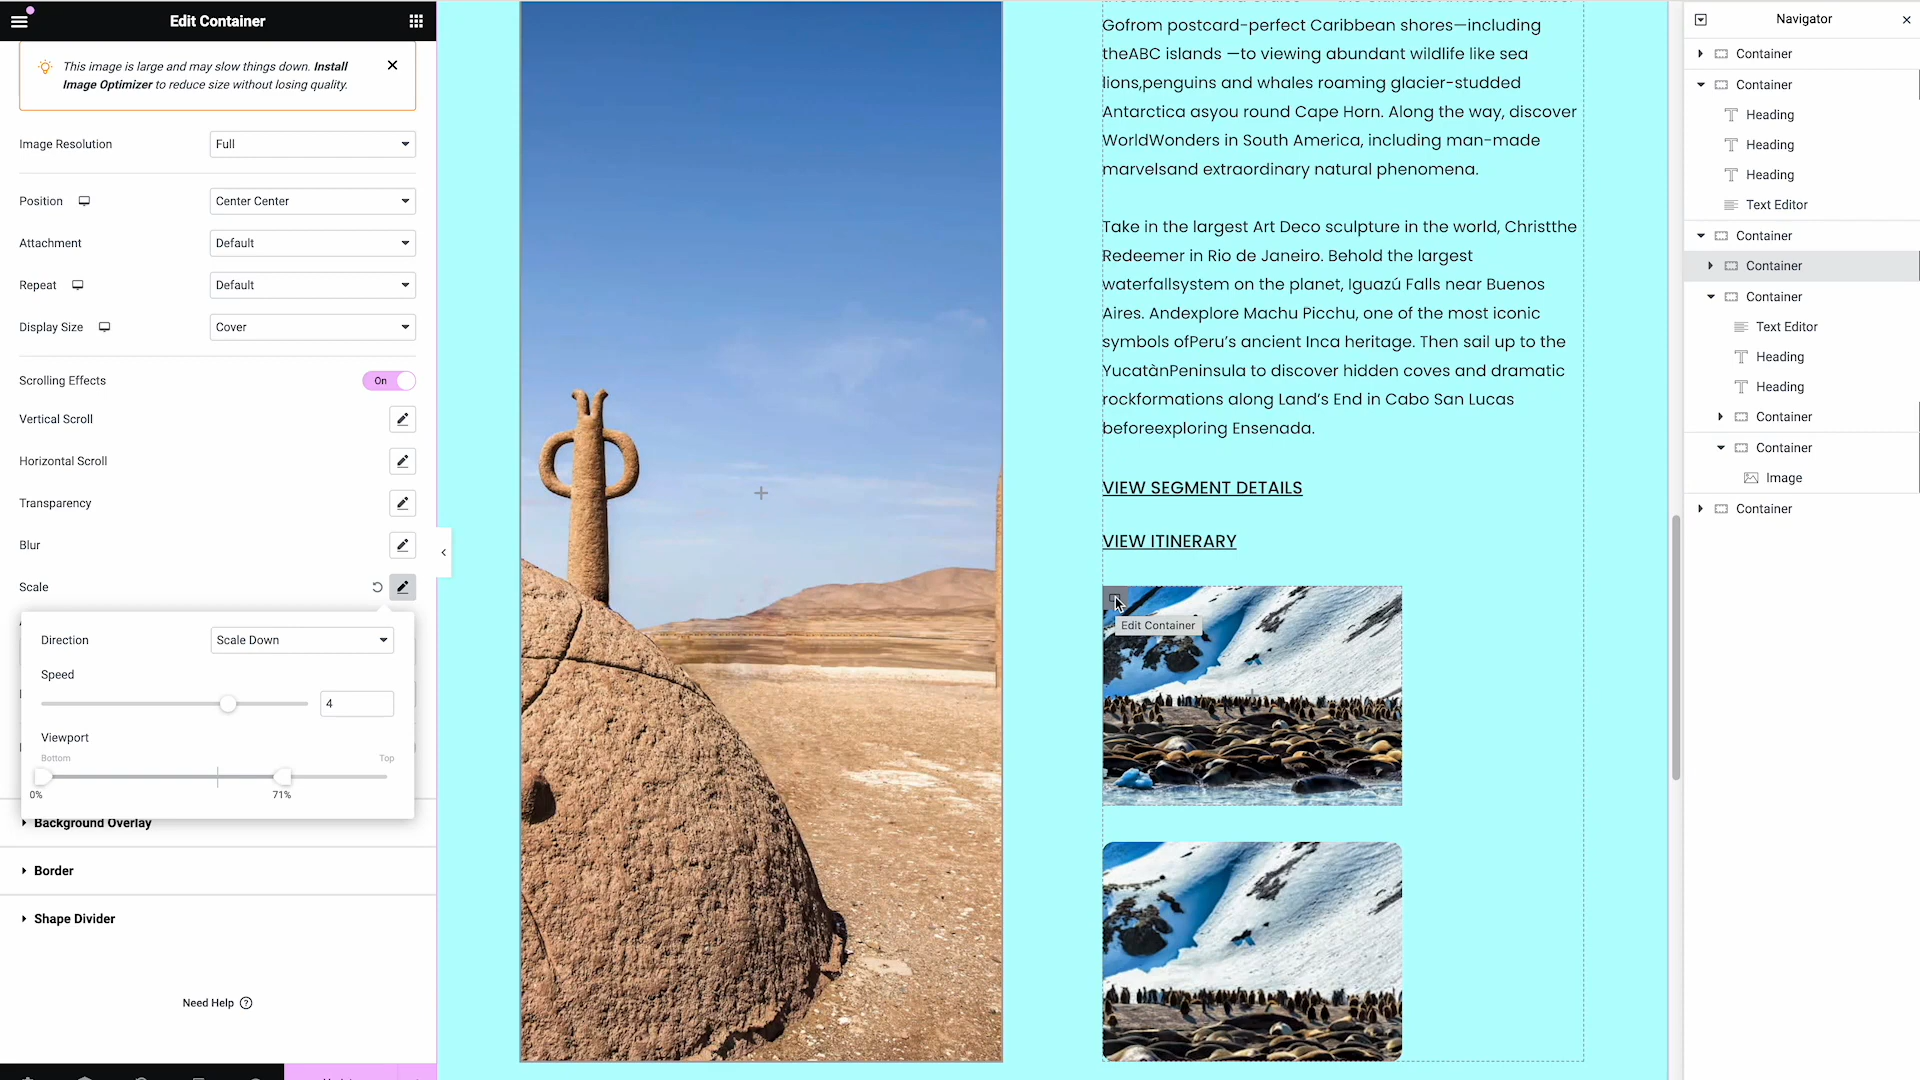 Edit Container
This image is large and may slow things down. Install
Image Optimizer to reduce size without losing quality.
Image Resolution
Full
Position
Center Center
Attachment
Default
Repeat
Default
Display Size
Cover
Scrolling Effects
On
Vertical Scroll
Horizontal Scroll
Transparency
Blur
Scale
Direction
Scale Down
Speed
4
Viewport
Bottom
Top
0%
71%
Background Overlay
Border
Shape Divider
Need Help
Gofrom postcard-perfect Caribbean shores—including
theABC islands —to viewing abundant wildlife like sea
lions,penguins and whales roaming glacier-studded
Antarctica asyou round Cape Horn. Along the way, discover
WorldWonders in South America, including man-made
marvelsand extraordinary natural phenomena.
Take in the largest Art Deco sculpture in the world, Christthe
Redeemer in Rio de Janeiro. Behold the largest
waterfallsystem on the planet, Iguazú Falls near Buenos
Aires. Andexplore Machu Picchu, one of the most iconic
symbols ofPeru's ancient Inca heritage. Then sail up to the
YucatànPeninsula to discover hidden coves and dramatic
rockformations along Land's End in Cabo San Lucas
beforeexploring Ensenada.
VIEW SEGMENT DETAILS
VIEW ITINERARY
Edit Container
Navigator
Container
Container
Heading
Heading
Heading
Text Editor
Container
Container
Container
Text Editor
Heading
Heading
Container
Container
Image
Container